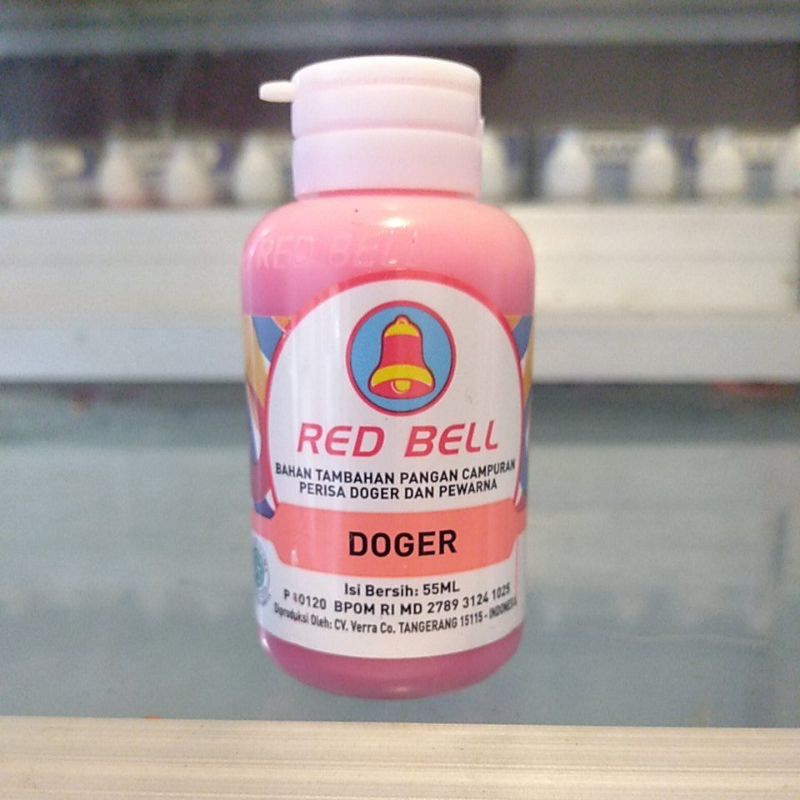 RED BELL
RED BELL
BAHAN TAMBAHAN PANGAN CAMPURAN
PERISA DOGER DAN PEWARNA
DOGER
Isi Bersih: 55ML
BPOM RI MD 2789 3124 1025
Diproduksi Oleh: CV. Verra Co. TANGERANG 15115 - INDONESIA